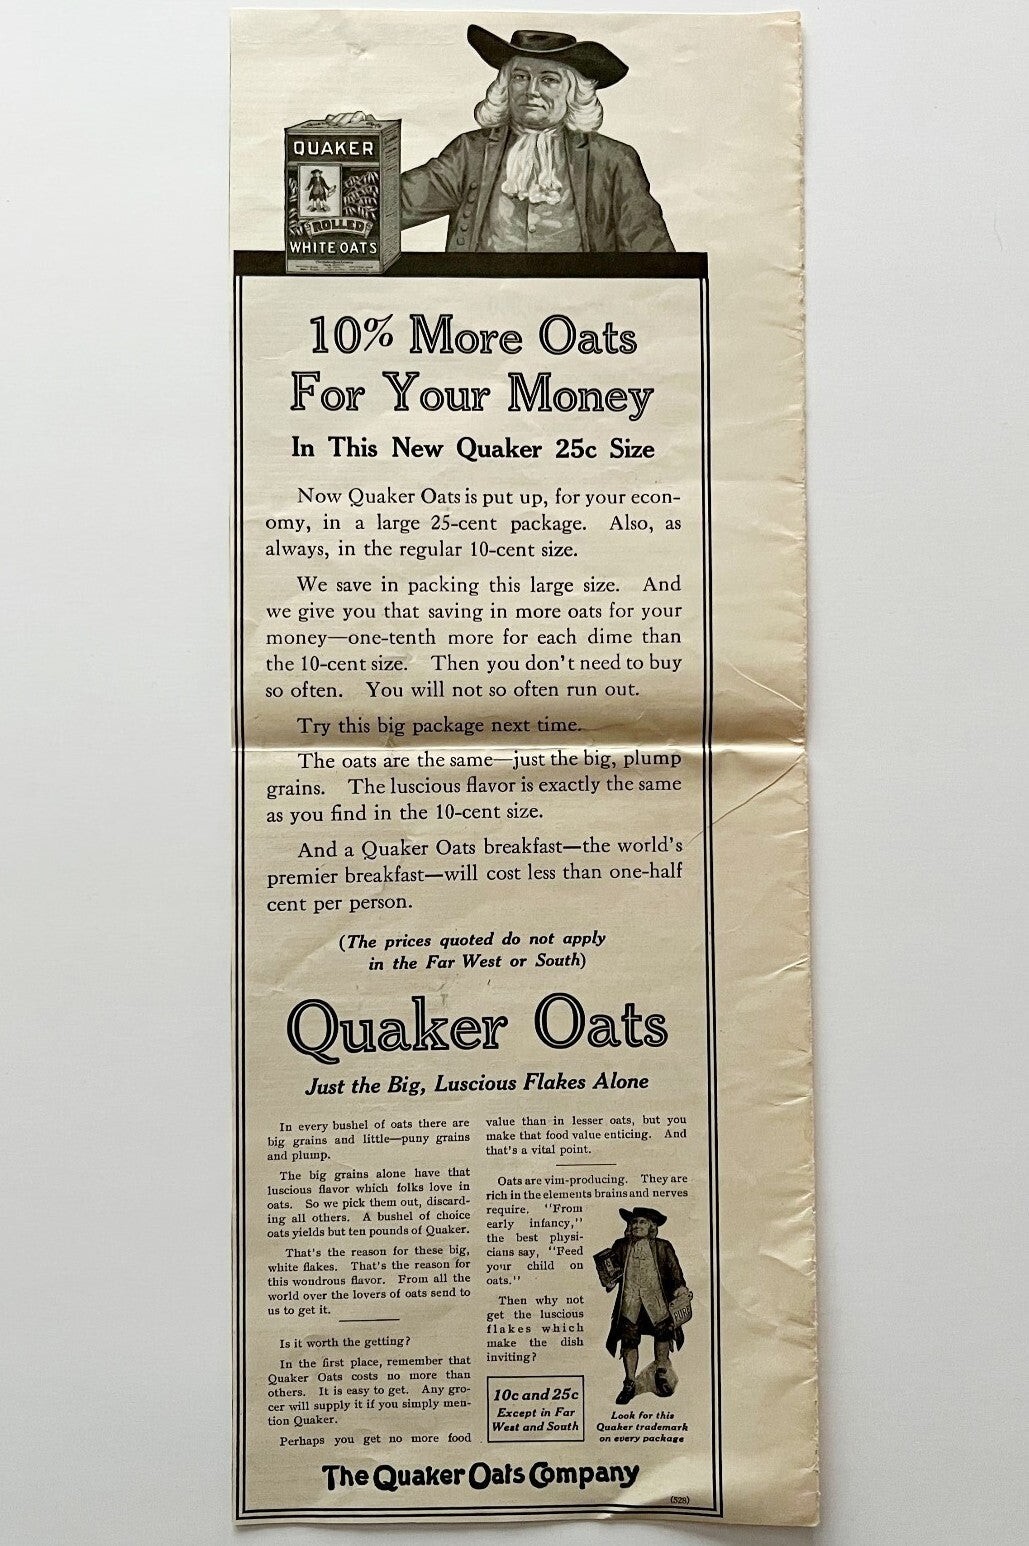 QUAKER
ROLLED
WHITE OATS
10% More Oats
For Your Money
In This New Quaker 25c Size
Now Quaker Oats is put up, for your econ-
omy, in a large 25-cent package. Also, as
always, in the regular 10-cent size.
We save in packing this large size. And
we give you that saving in more oats for your
money—one-tenth more for each dime than
the 10-cent size. Then you don't need to buy
so often. You will not so often run out.
Try this big package next time.
The oats are the same—just the big, plump
grains. The luscious flavor is exactly the same
as you find in the 10-cent size.
And a Quaker Oats breakfast—the world's
premier breakfast—will cost less than one-half
cent per person.
(The prices quoted do not apply
in the Far West or South)
Quaker Oats
Just the Big, Luscious Flakes Alone
In every bushel of oats there are
big grains and little—puny grains
and plump.
The big grains alone have that
luscious flavor which folks love in
oats. So we pick them out, discard-
ing all others. A bushel of choice
oats yields but ten pounds of Quaker.
That's the reason for these big,
white flakes. That's the reason for
this wondrous flavor. From all the
world over the lovers of oats send to
us to get it.
Is it worth the getting?
In the first place, remember that
Quaker Oats costs no more than
others. It is easy to get. Any gro-
cer will supply it if you simply men-
tion Quaker.
Perhaps you get no more food
value than in lesser oats, but you
make that food value enticing. And
that's a vital point.
Oats are vim-producing. They are
rich in the elements brains and nerves
require. "From
early infancy,"
the best physi-
cians say, "Feed
your child on
oats."
Then why not
get the luscious
flakes which
make the dish
inviting?
10c and 25c
Except in Far
West and South
PURE
Look for this
Quaker trademark
on every package
The Quaker Oats Company
(528)